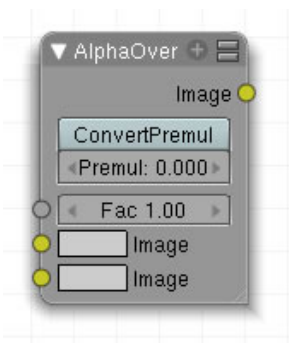 AlphaOver
Image
ConvertPremul
Premul: 0.000
Fac 1.00
Image
Image